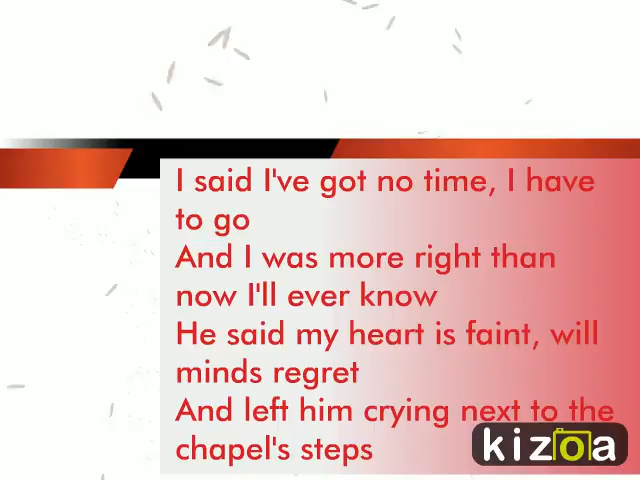 I said I've got no time, I have
to go
And I was more right than
now I'll ever know
He said my heart is faint, will
minds regret
And left him crying next to the
chapel's steps
kizoa